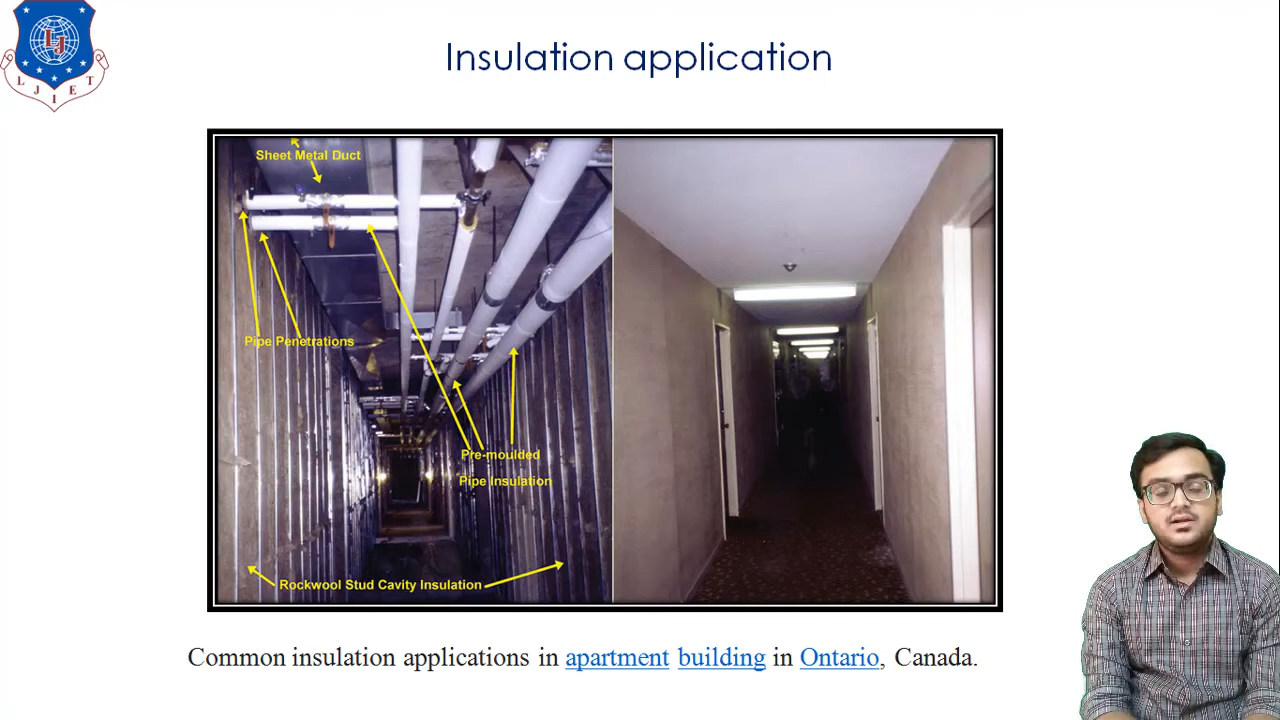 LJ
L J I E T
Insulation application
Sheet Metal Duct
Pipe Penetrations
Pre-moulded
Pipe Insulation
Rockwool Stud Cavity Insulation
Common insulation applications in apartment building in Ontario, Canada.